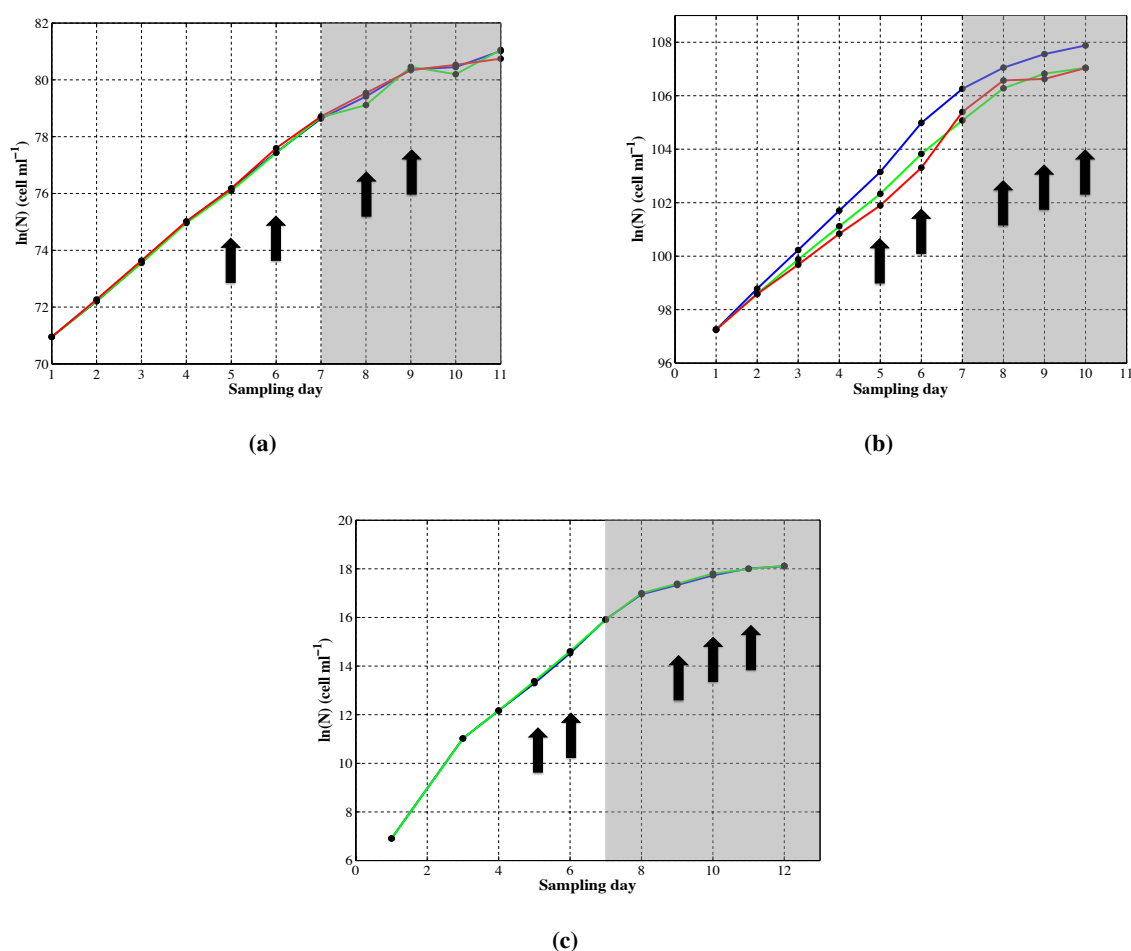 82
80
78
76
74
72
70
ln(N) (cell ml⁻¹)
1 2 3 4 5 6 7 8 9 10 11
Sampling day
(a)
108
106
104
102
100
98
96
ln(N) (cell ml⁻¹)
0 1 2 3 4 5 6 7 8 9 10 11
Sampling day
(b)
20
18
16
14
12
10
8
6
ln(N) (cell ml⁻¹)
0 2 4 6 8 10 12
Sampling day
(c)